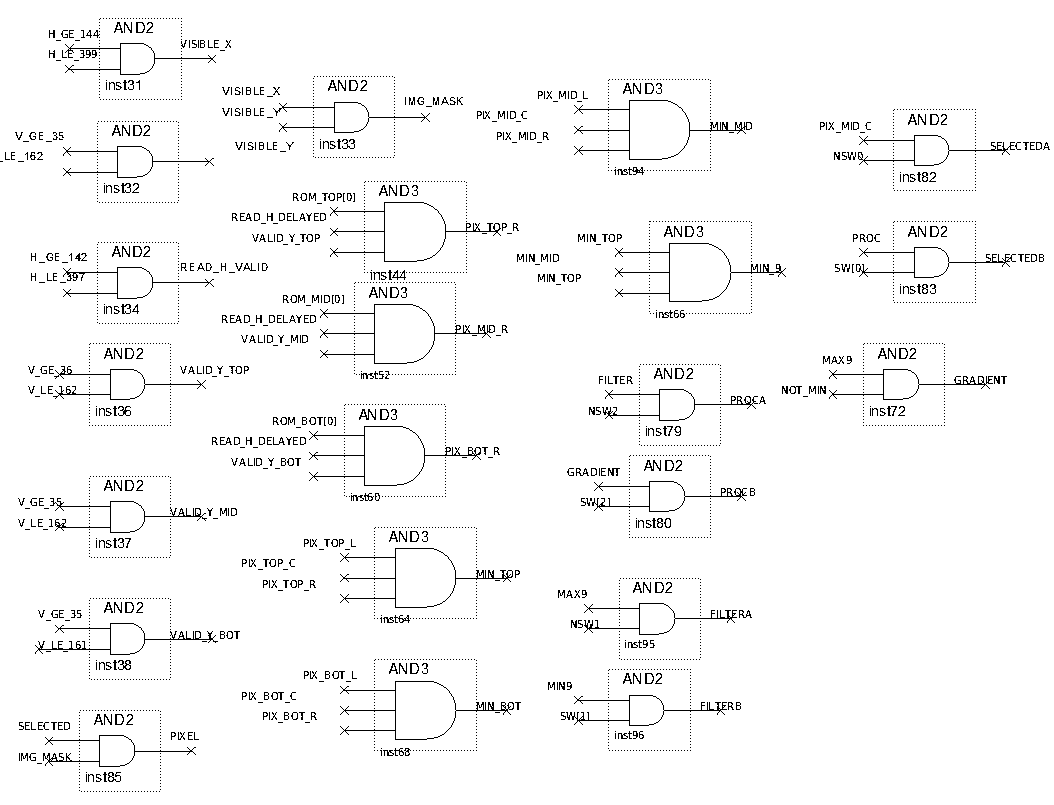 AND2
H_GE_144
H_LE_399
VISIBLE_X
inst31
AND2
V_GE_35
_LE_162
inst32
AND2
H_GE_142
H_LE_397
READ_H_VALID
inst34
AND2
V_GE_36
V_LE_162
VALID_Y_TOP
inst36
AND2
V_GE_35
V_LE_162
VALID_Y_MID
inst37
AND2
V_GE_35
V_LE_161
VALID_Y_BOT
inst38
AND2
SELECTED
IMG_MASK
PIXEL
inst85
AND2
VISIBLE_X
VISIBLE_Y
VISIBLE_Y
IMG_MASK
inst33
AND3
ROM_TOP[0]
READ_H_DELAYED
VALID_Y_TOP
PIX_TOP_R
inst44
AND3
ROM_MID[0]
READ_H_DELAYED
VALID_Y_MID
PIX_MID_R
inst52
AND3
ROM_BOT[0]
READ_H_DELAYED
VALID_Y_BOT
PIX_BOT_R
inst60
AND3
PIX_TOP_L
PIX_TOP_C
PIX_TOP_R
MIN_TOP
inst64
AND3
PIX_BOT_L
PIX_BOT_C
PIX_BOT_R
MIN_BOT
inst68
AND3
PIX_MID_L
PIX_MID_C
PIX_MID_R
MIN_MID
inst94
AND3
MIN_TOP
MIN_MID
MIN_TOP
MIN_9
inst66
AND2
FILTER
NSW2
PROCA
inst79
AND2
GRADIENT
SW[2]
PROCB
inst80
AND2
MAX9
NSW1
FILTERA
inst95
AND2
MIN9
SW[1]
FILTERB
inst96
AND2
PIX_MID_C
NSW0
SELECTEDA
inst82
AND2
PROC
SW[0]
SELECTEDB
inst83
AND2
MAX9
NOT_MIN
GRADIENT
inst72